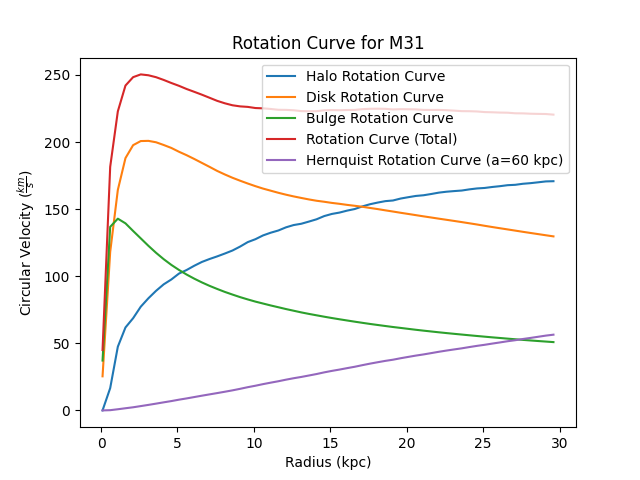 Rotation Curve for M31
Halo Rotation Curve
Disk Rotation Curve
Bulge Rotation Curve
Rotation Curve (Total)
Hernquist Rotation Curve (a=60 kpc)
Circular Velocity (km/s)
250
200
150
100
50
0
0 5 10 15 20 25 30
Radius (kpc)